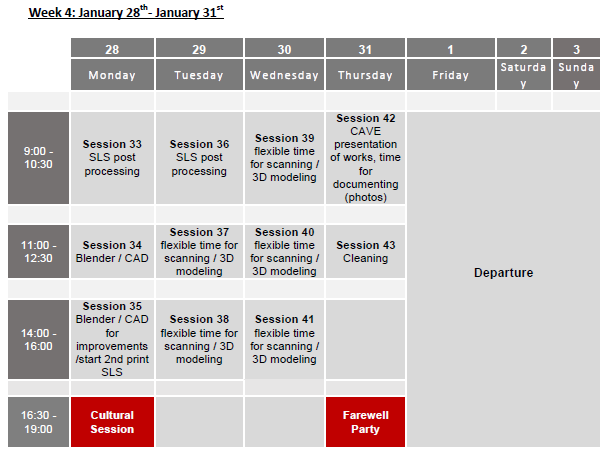 Week 4: January 28th- January 31st
28 29 30 31 1 2 3
Monday Tuesday Wednesday Thursday Friday Saturda
y Sunda
y
9:00 -
10:30
Session 33
SLS post
processing
Session 36
SLS post
processing
Session 39
flexible time
for scanning /
3D modeling
Session 42
CAVE
presentation
of works, time
for
documenting
(photos)
11:00 -
12:30
Session 34
Blender / CAD
Session 37
flexible time for
scanning / 3D
modeling
Session 40
flexible time
for scanning /
3D modeling
Session 43
Cleaning
Departure
14:00 -
16:00
Session 35
Blender / CAD
for
improvements
/start 2nd print
SLS
Session 38
flexible time for
scanning / 3D
modeling
Session 41
flexible time
for scanning /
3D modeling
16:30 -
19:00
Cultural
Session
Farewell
Party